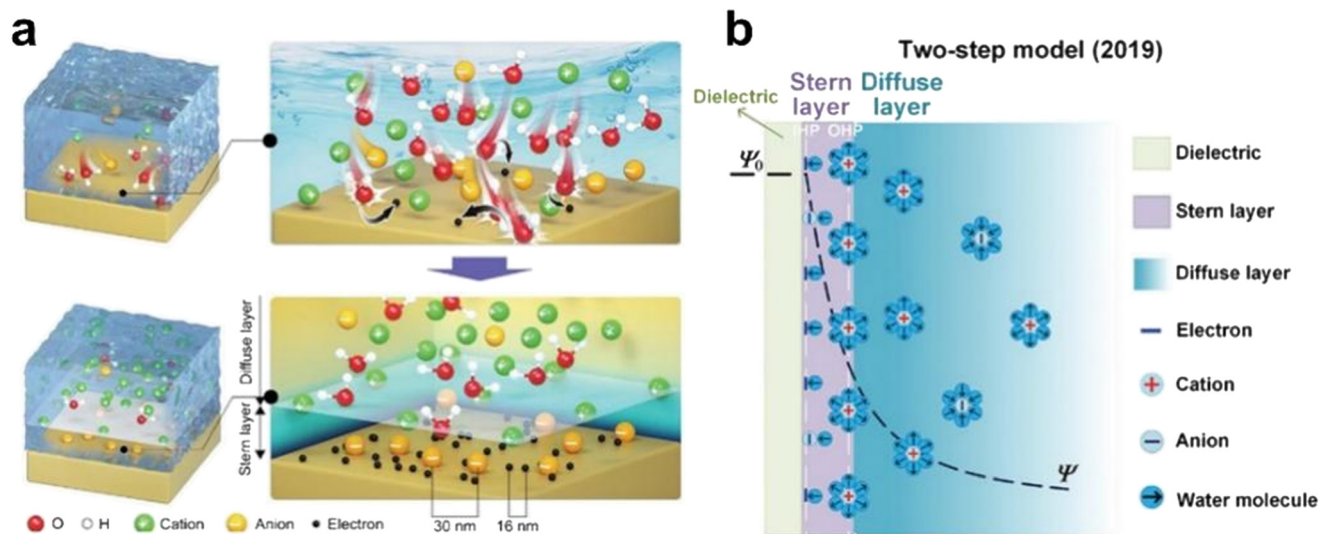 a
Diffuse layer
Stern layer
30 nm
16 nm
O
H
Cation
Anion
Electron
b
Two-step model (2019)
Dielectric
Stern
layer
Diffuse
layer
IHP OHP
Ψ0
Ψ
Dielectric
Stern layer
Diffuse layer
Electron
Cation
Anion
Water molecule